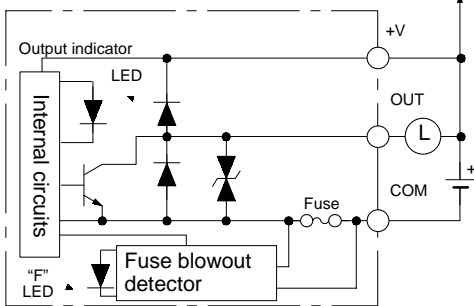 +V
Output indicator
LED
OUT
L
Internal circuits
COM
+
Fuse
Fuse blowout
detector
“F”
LED